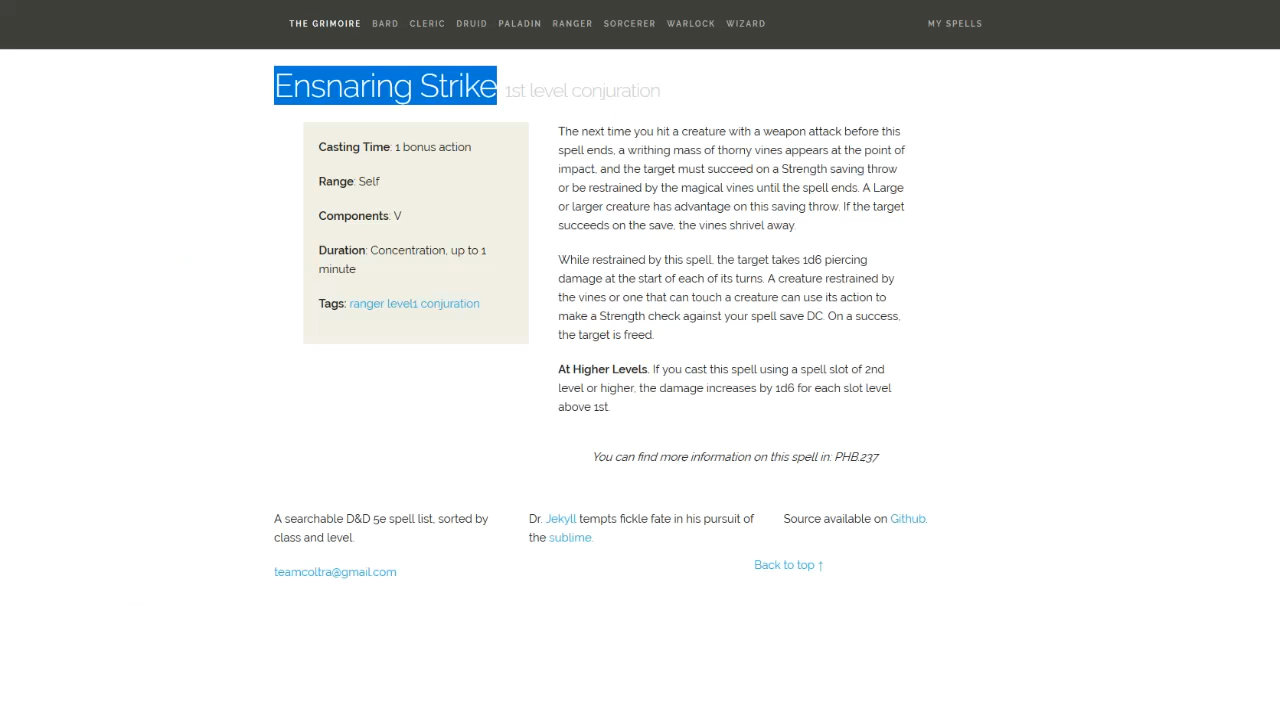 THE GRIMOIRE BARD CLERIC DRUID PALADIN RANGER SORCERER WARLOCK WIZARD MY SPELLS
Ensnaring Strike 1st level conjuration
Casting Time: 1 bonus action
Range: Self
Components: V
Duration: Concentration, up to 1
minute
Tags: ranger level1 conjuration
The next time you hit a creature with a weapon attack before this
spell ends, a writhing mass of thorny vines appears at the point of
impact, and the target must succeed on a Strength saving throw
or be restrained by the magical vines until the spell ends. A Large
or larger creature has advantage on this saving throw. If the target
succeeds on the save, the vines shrivel away.
While restrained by this spell, the target takes 1d6 piercing
damage at the start of each of its turns. A creature restrained by
the vines or one that can touch a creature can use its action to
make a Strength check against your spell save DC. On a success,
the target is freed.
At Higher Levels. If you cast this spell using a spell slot of 2nd
level or higher, the damage increases by 1d6 for each slot level
above 1st.
You can find more information on this spell in: PHB.237
A searchable D&D 5e spell list, sorted by
class and level.
teamcoltra@gmail.com
Dr. Jekyll tempts fickle fate in his pursuit of
the sublime.
Source available on Github.
Back to top ↑